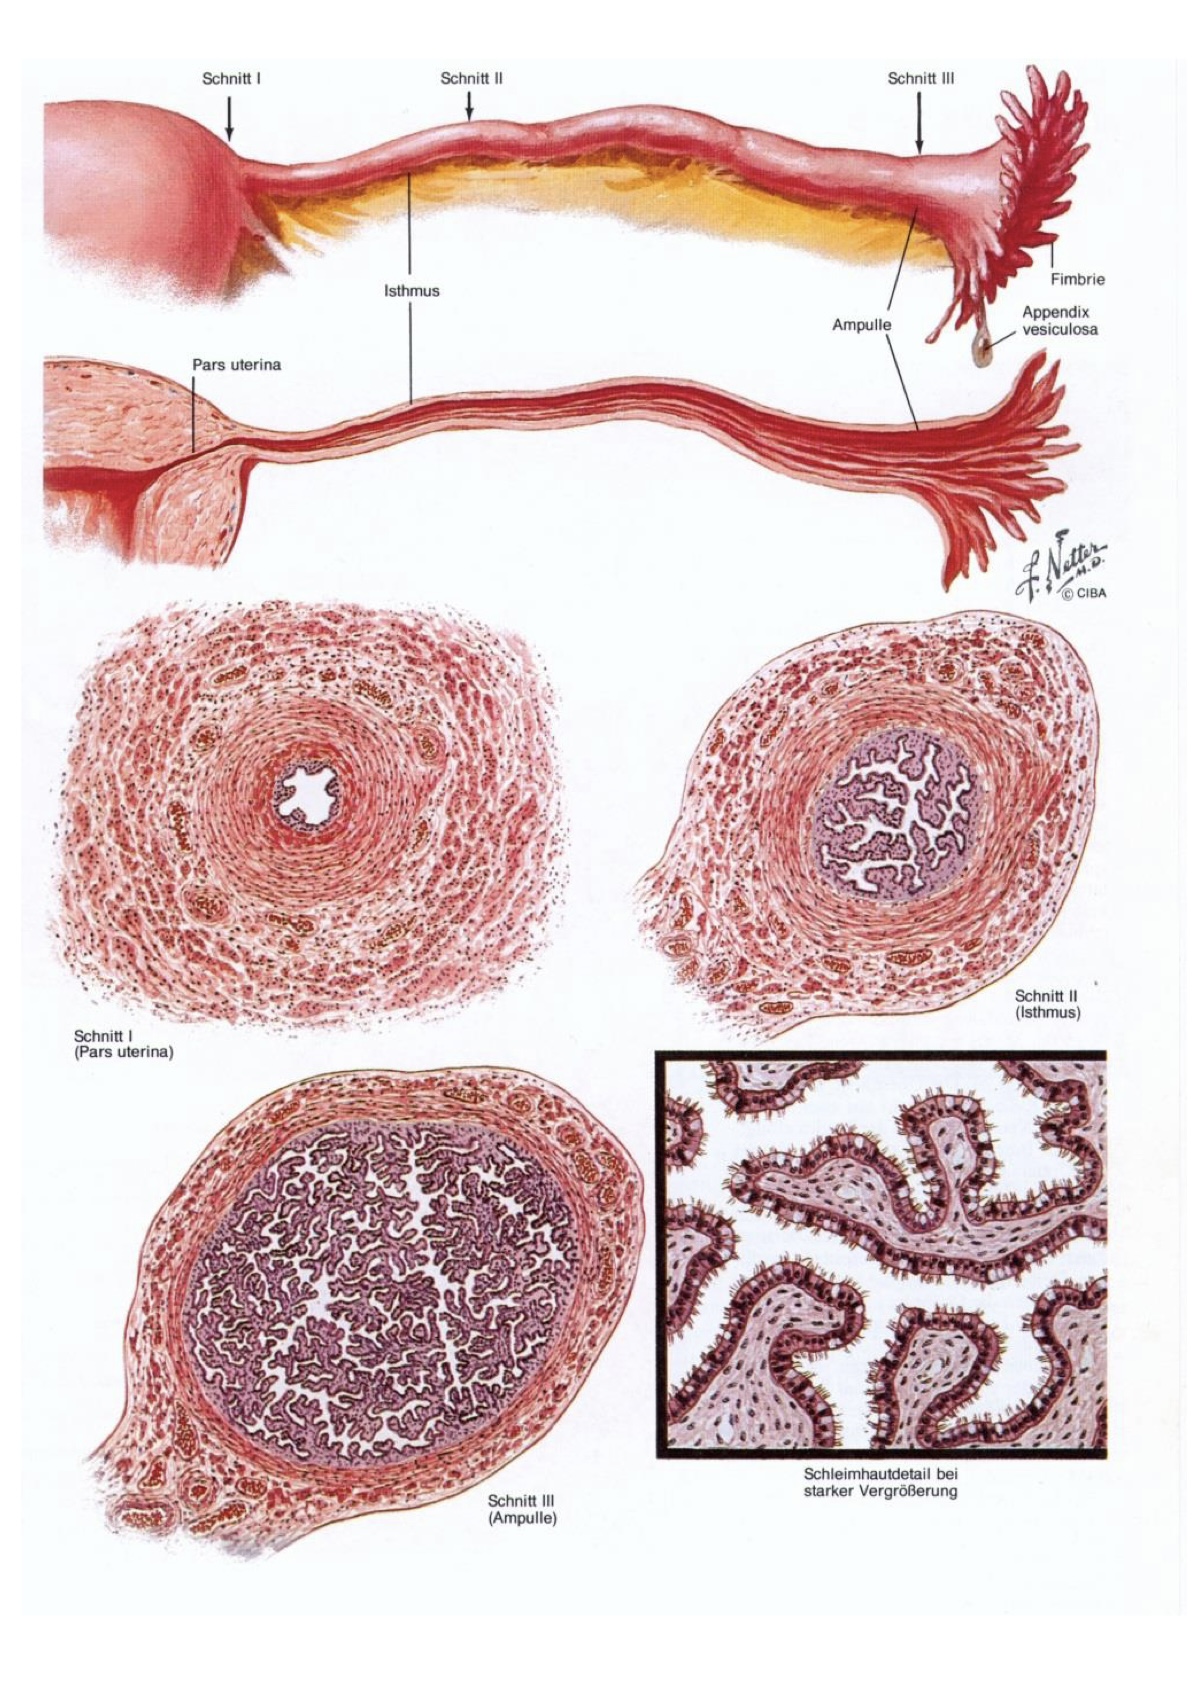 Schnitt I
Schnitt II
Schnitt III
Isthmus
Fimbrie
Appendix
vesiculosa
Ampulle
Pars uterina
F. Netter
M.D.
© CIBA
Schnitt I
(Pars uterina)
Schnitt II
(Isthmus)
Schnitt III
(Ampulle)
Schleimhautdetail bei
starker Vergrößerung